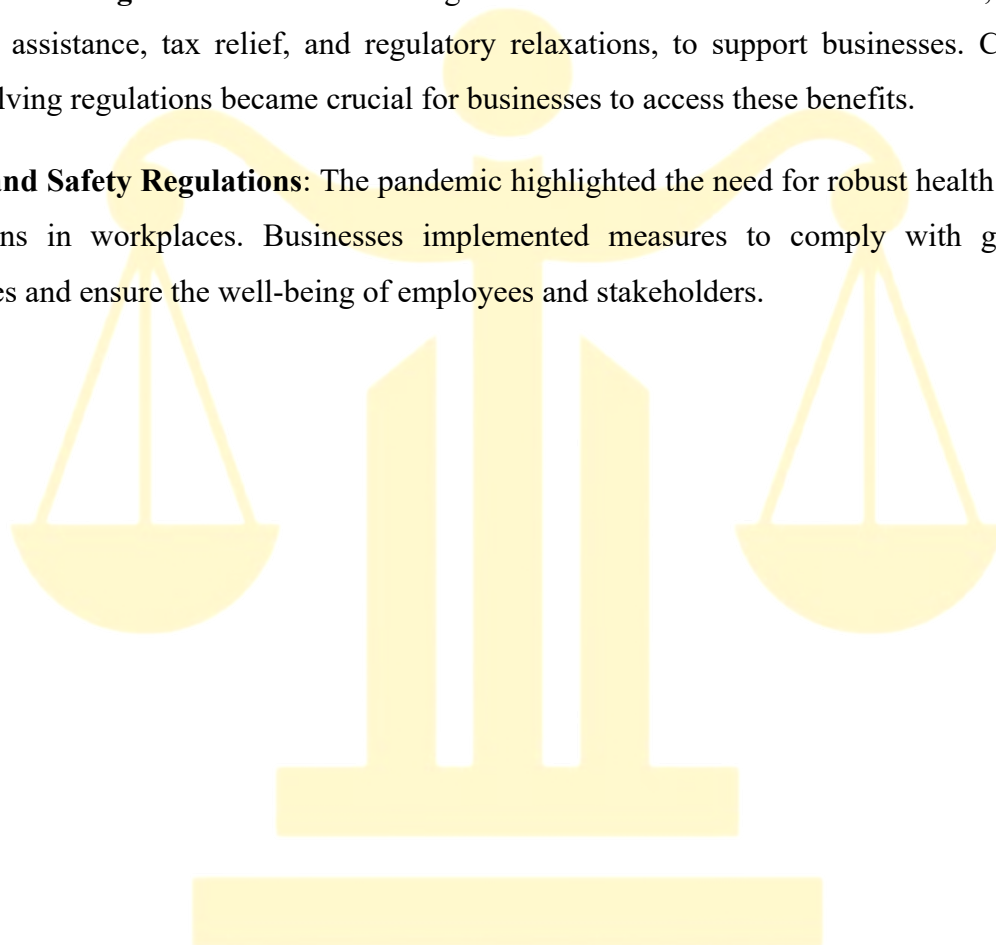 assistance, tax relief, and regulatory relaxations, to support businesses. C
lving regulations became crucial for businesses to access these benefits.
nd Safety Regulations: The pandemic highlighted the need for robust health
ns in workplaces. Businesses implemented measures to comply with g
es and ensure the well-being of employees and stakeholders.